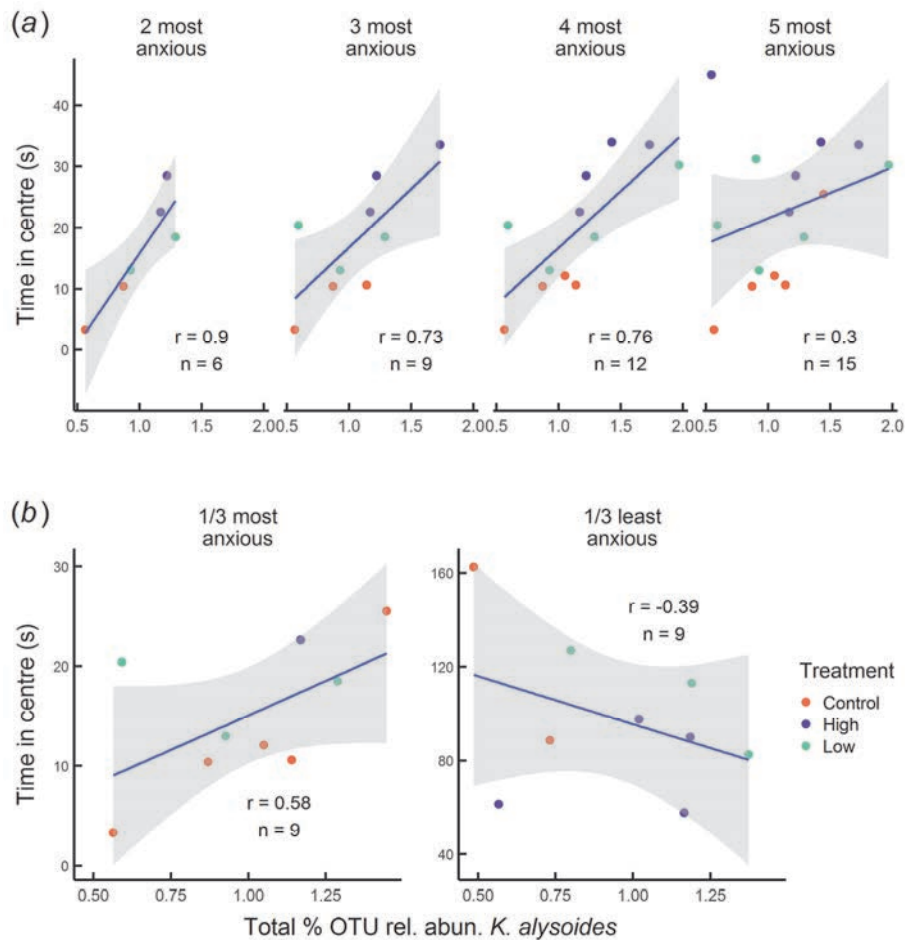 (a)
2 most
anxious
3 most
anxious
4 most
anxious
5 most
anxious
Time in centre (s)
40
30
20
10
0
r = 0.9
n = 6
r = 0.73
n = 9
r = 0.76
n = 12
r = 0.3
n = 15
0.5 1.0 1.5 2.0
0.5 1.0 1.5 2.0
0.5 1.0 1.5 2.0
0.5 1.0 1.5 2.0
(b)
1/3 most
anxious
1/3 least
anxious
Time in centre (s)
30
20
10
0
r = 0.58
n = 9
160
120
80
40
r = -0.39
n = 9
Treatment
Control
High
Low
0.50 0.75 1.00 1.25
0.50 0.75 1.00 1.25
Total % OTU rel. abun. K. alysoides